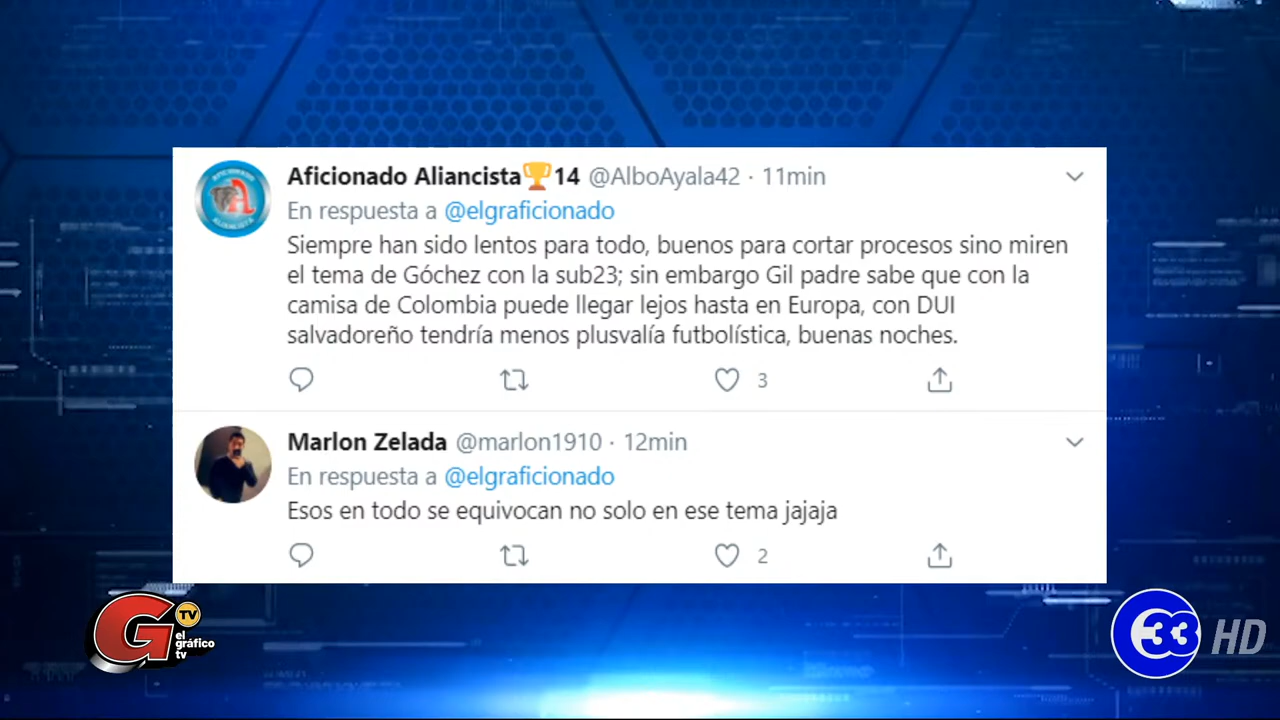 Aficionado Aliancista🏆14 @AlboAyala42 · 11min
En respuesta a @elgraficionado
Siempre han sido lentos para todo, buenos para cortar procesos sino miren
el tema de Góchez con la sub23; sin embargo Gil padre sabe que con la
camisa de Colombia puede llegar lejos hasta en Europa, con DUI
salvadoreño tendría menos plusvalía futbolística, buenas noches.
3
Marlon Zelada @marlon1910 · 12min
En respuesta a @elgraficionado
Esos en todo se equivocan no solo en ese tema jajaja
2
G TV
el
gráfico
tv
33 HD